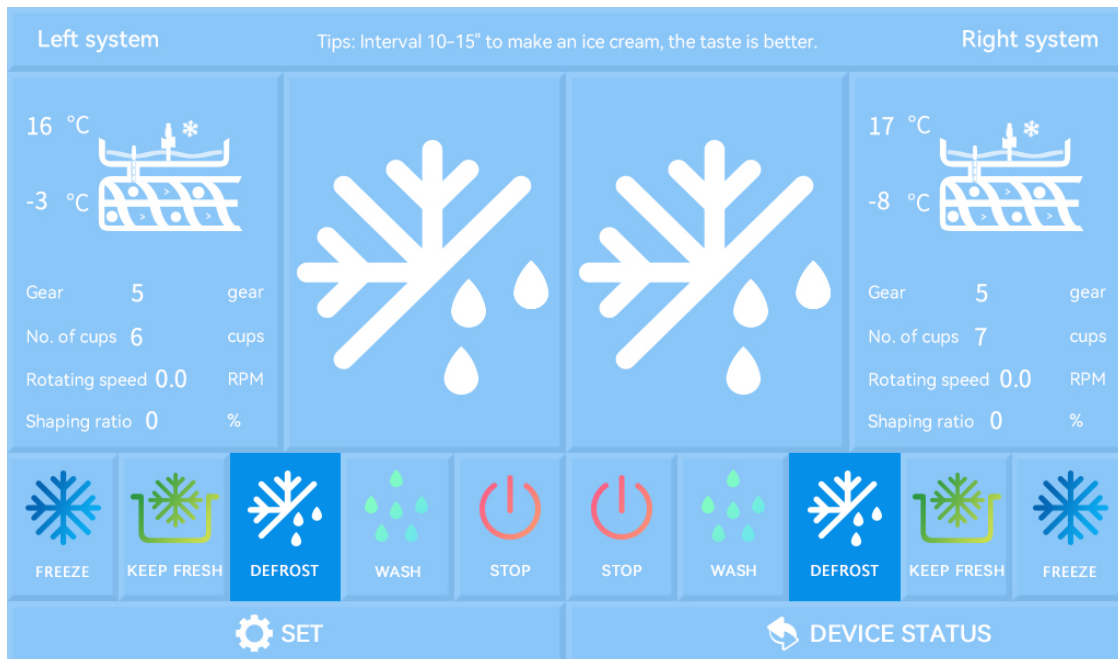 Left system
Tips: Interval 10-15" to make an ice cream, the taste is better.
Right system
16 °C
-3 °C
Gear 5 gear
No. of cups 6 cups
Rotating speed 0.0 RPM
Shaping ratio 0 %
17 °C
-8 °C
Gear 5 gear
No. of cups 7 cups
Rotating speed 0.0 RPM
Shaping ratio 0 %
FREEZE
KEEP FRESH
DEFROST
WASH
STOP
STOP
WASH
DEFROST
KEEP FRESH
FREEZE
SET
DEVICE STATUS